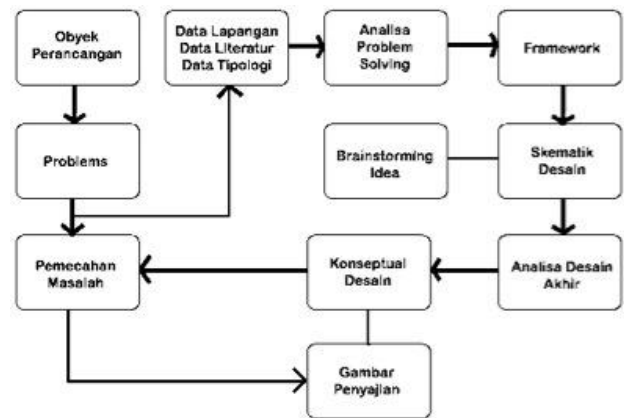 Obyek
Perancangan
Data Lapangan
Data Literatur
Data Tipologi
Analisa
Problem
Solving
Framework
Problems
Brainstorming
Idea
Skematik
Desain
Pemecahan
Masalah
Konseptual
Desain
Analisa Desain
Akhir
Gambar
Penyajian